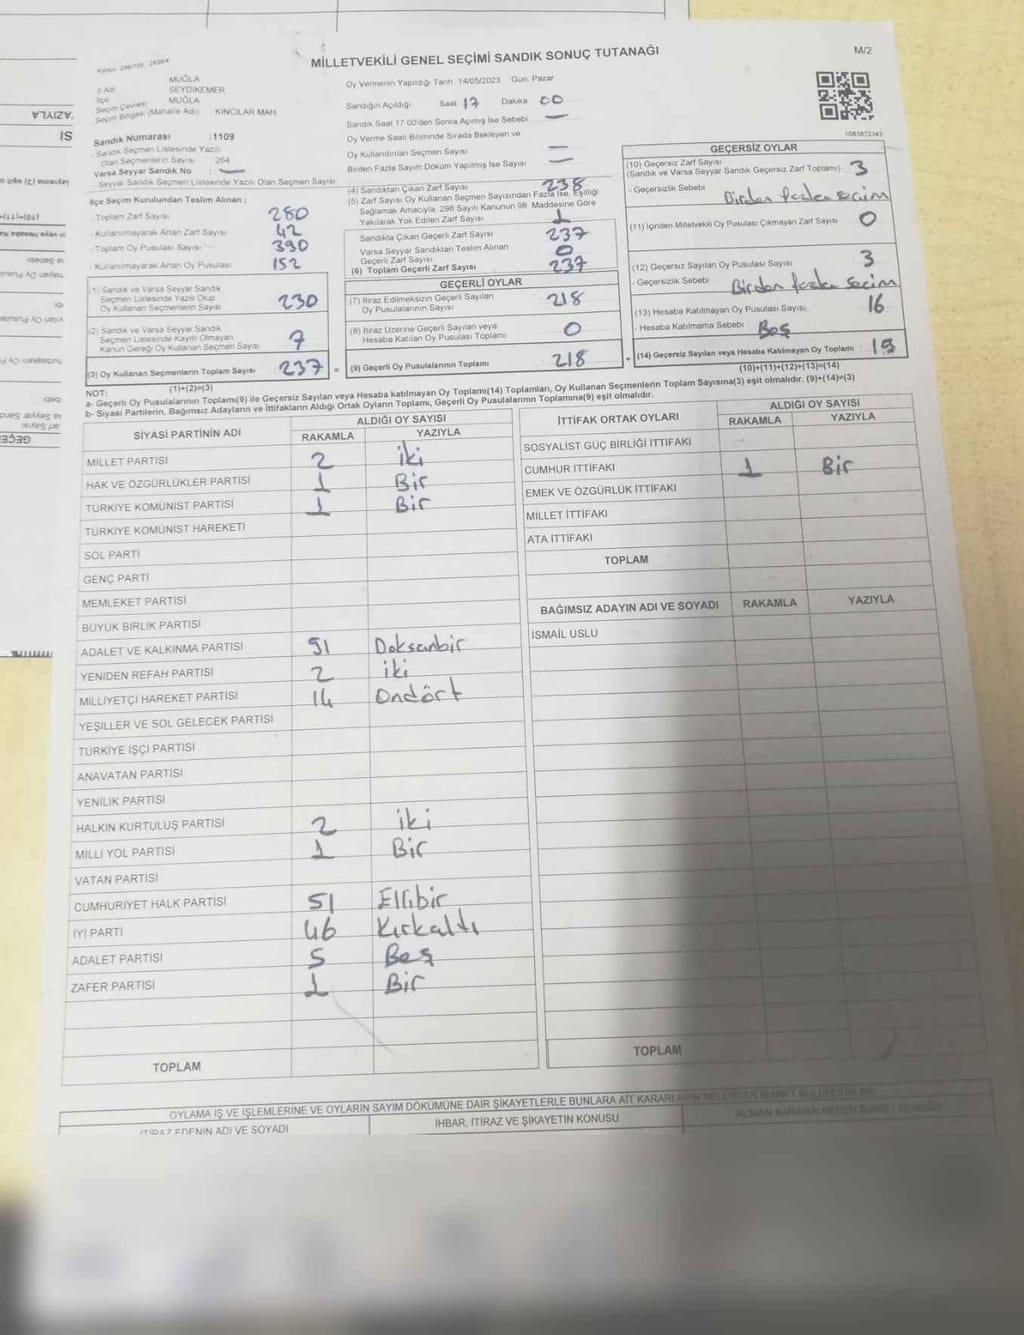 MİLLETVEKİLİ GENEL SEÇİMİ SANDIK SONUÇ TUTANAĞI
M/2
İl Adı MUĞLA
İlçe SEYDİKEMER
Seçim Çevresi MUĞLA
Seçim Bölgesi (Mahalle Adı) KINCILAR MAH
Sandık Numarası :1109
Sandık Seçmen Listesinde Yazılı
Olan Seçmenlerin Sayısı 264
Varsa Seyyar Sandık No : —
- Seyyar Sandık Seçmen Listesinde Yazılı Olan Seçmen Sayısı
Oy Vermenin Yapıldığı Tarih 14/05/2023 Gün. Pazar
Sandığın Açıldığı Saat 17 Dakika 00
Sandık Saat 17 00'den Sonra Açılmış İse Sebebi —
Oy Verme Saati Bitiminde Sırada Bekleyen ve
Oy Kullandırılan Seçmen Sayısı —
Birden Fazla Sayım Döküm Yapılmış İse Sayısı —
1083872345
İlçe Seçim Kurulundan Teslim Alınan ;
- Toplam Zarf Sayısı 280
- Kullanılmayarak Artan Zarf Sayısı 42
- Toplam Oy Pusulası Sayısı 390
- Kullanılmayarak Artan Oy Pusulası 152
(1) Sandık ve Varsa Seyyar Sandık
Seçmen Listesinde Yazılı Olup
Oy Kullanan Seçmenlerin Sayısı 230
(2) Sandık ve Varsa Seyyar Sandık
Seçmen Listesinde Kayıtlı Olmayan
Kanun Gereği Oy Kullanan Seçmen Sayısı 7
(3) Oy Kullanan Seçmenlerin Toplam Sayısı 237 =
(1)+(2)=(3)
(4) Sandıktan Çıkan Zarf Sayısı 238
(5) Zarf Sayısı Oy Kullanan Seçmen Sayısından Fazla İse, Eşitliği
Sağlamak Amacıyla, 298 Sayılı Kanunun 98 Maddesine Göre
Yakılarak Yok Edilen Zarf Sayısı 1
Sandıkta Çıkan Geçerli Zarf Sayısı 237
Varsa Seyyar Sandıktan Teslim Alınan
Geçerli Zarf Sayısı 0
(6) Toplam Geçerli Zarf Sayısı 237
GEÇERLİ OYLAR
(7) İtiraz Edilmeksizin Geçerli Sayılan
Oy Pusulalarının Sayısı 218
(8) İtiraz Üzerine Geçerli Sayılan veya
Hesaba Katılan Oy Pusulası Toplamı 0
(9) Geçerli Oy Pusulalarının Toplamı 218 +
GEÇERSİZ OYLAR
(10) Geçersiz Zarf Sayısı
(Sandık ve Varsa Seyyar Sandık Geçersiz Zarf Toplamı) 3
- Geçersizlik Sebebi Birden fazla seçim
(11) İçinden Milletvekili Oy Pusulası Çıkmayan Zarf Sayısı 0
(12) Geçersiz Sayılan Oy Pusulası Sayısı 3
- Geçersizlik Sebebi Birden fazla seçim
(13) Hesaba Katılmayan Oy Pusulası Sayısı 16
- Hesaba Katılmama Sebebi Boş
(14) Geçersiz Sayılan veya Hesaba Katılmayan Oy Toplamı : 19
(10)+(11)+(12)+(13)=(14)
NOT:
a- Geçerli Oy Pusulalarının Toplamı(9) ile Geçersiz Sayılan veya Hesaba katılmayan Oy Toplamı(14) Toplamları, Oy Kullanan Seçmenlerin Toplam Sayısına(3) eşit olmalıdır. (9)+(14)=(3)
b- Siyasi Partilerin, Bağımsız Adayların ve İttifakların Aldığı Ortak Oyların Toplamı, Geçerli Oy Pusulalarının Toplamına(9) eşit olmalıdır.
SİYASİ PARTİNİN ADI ALDIĞI OY SAYISI
RAKAMLA YAZIYLA
MİLLET PARTİSİ 2 iki
HAK VE ÖZGÜRLÜKLER PARTİSİ 1 Bir
TÜRKİYE KOMÜNİST PARTİSİ 1 Bir
TÜRKİYE KOMÜNİST HAREKETİ
SOL PARTİ
GENÇ PARTİ
MEMLEKET PARTİSİ
BÜYÜK BİRLİK PARTİSİ
ADALET VE KALKINMA PARTİSİ 91 Doksanbir
YENİDEN REFAH PARTİSİ 2 iki
MİLLİYETÇİ HAREKET PARTİSİ 14 Ondört
YEŞİLLER VE SOL GELECEK PARTİSİ
TÜRKİYE İŞÇİ PARTİSİ
ANAVATAN PARTİSİ
YENİLİK PARTİSİ
HALKIN KURTULUŞ PARTİSİ 2 iki
MİLLİ YOL PARTİSİ 1 Bir
VATAN PARTİSİ
CUMHURİYET HALK PARTİSİ 51 Ellibir
İYİ PARTİ 46 Kırkaltı
ADALET PARTİSİ 5 Beş
ZAFER PARTİSİ 1 Bir
TOPLAM
İTTİFAK ORTAK OYLARI ALDIĞI OY SAYISI
RAKAMLA YAZIYLA
SOSYALİST GÜÇ BİRLİĞİ İTTİFAKI
CUMHUR İTTİFAKI 1 Bir
EMEK VE ÖZGÜRLÜK İTTİFAKI
MİLLET İTTİFAKI
ATA İTTİFAKI
TOPLAM
BAĞIMSIZ ADAYIN ADI VE SOYADI RAKAMLA YAZIYLA
İSMAİL USLU
TOPLAM
OYLAMA İŞ VE İŞLEMLERİNE VE OYLARIN SAYIM DÖKÜMÜNE DAİR ŞİKAYETLERLE BUNLARA AİT KARARLARIN NELERDEN İBARET BULUNDUKLARI
İTİRAZ EDENİN ADI VE SOYADI
İHBAR, İTİRAZ VE ŞİKAYETİN KONUSU